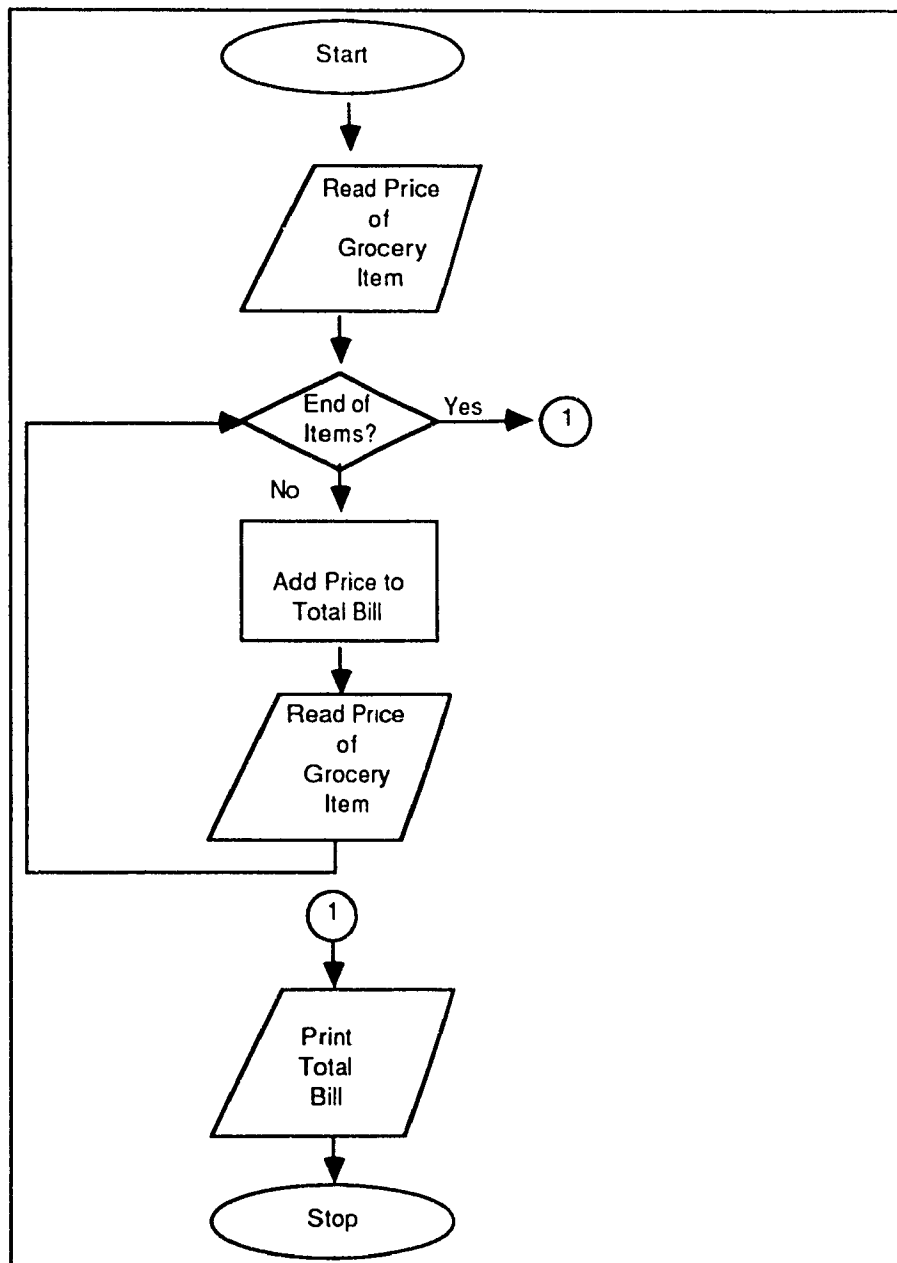 Start
Read Price
of
Grocery
Item
End of
Items?
Yes
1
No
Add Price to
Total Bill
Read Price
of
Grocery
Item
1
Print
Total
Bill
Stop